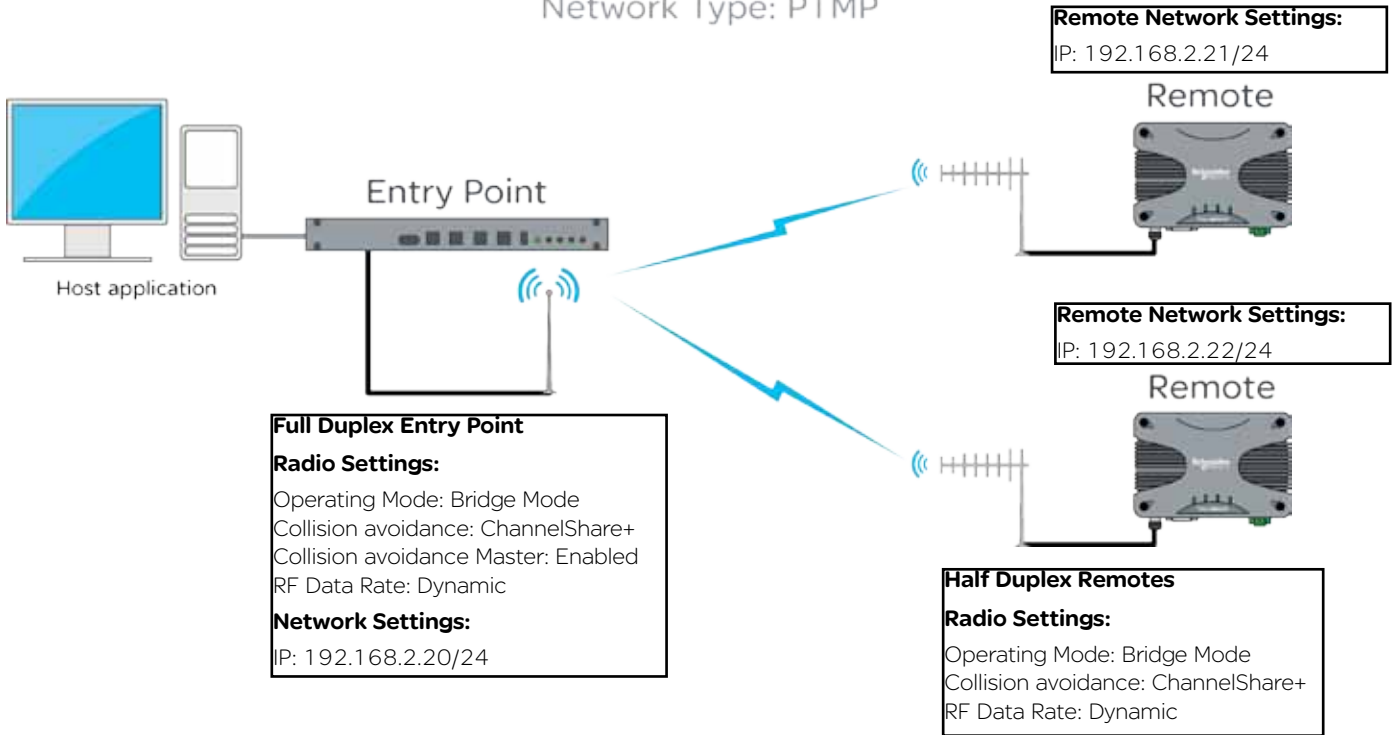 Network Type: PTMP
Remote Network Settings:
IP: 192.168.2.21/24
Remote
Entry Point
Host application
Remote Network Settings:
IP: 192.168.2.22/24
Remote
Full Duplex Entry Point
Radio Settings:
Operating Mode: Bridge Mode
Collision avoidance: ChannelShare+
Collision avoidance Master: Enabled
RF Data Rate: Dynamic
Network Settings:
IP: 192.168.2.20/24
Half Duplex Remotes
Radio Settings:
Operating Mode: Bridge Mode
Collision avoidance: ChannelShare+
RF Data Rate: Dynamic